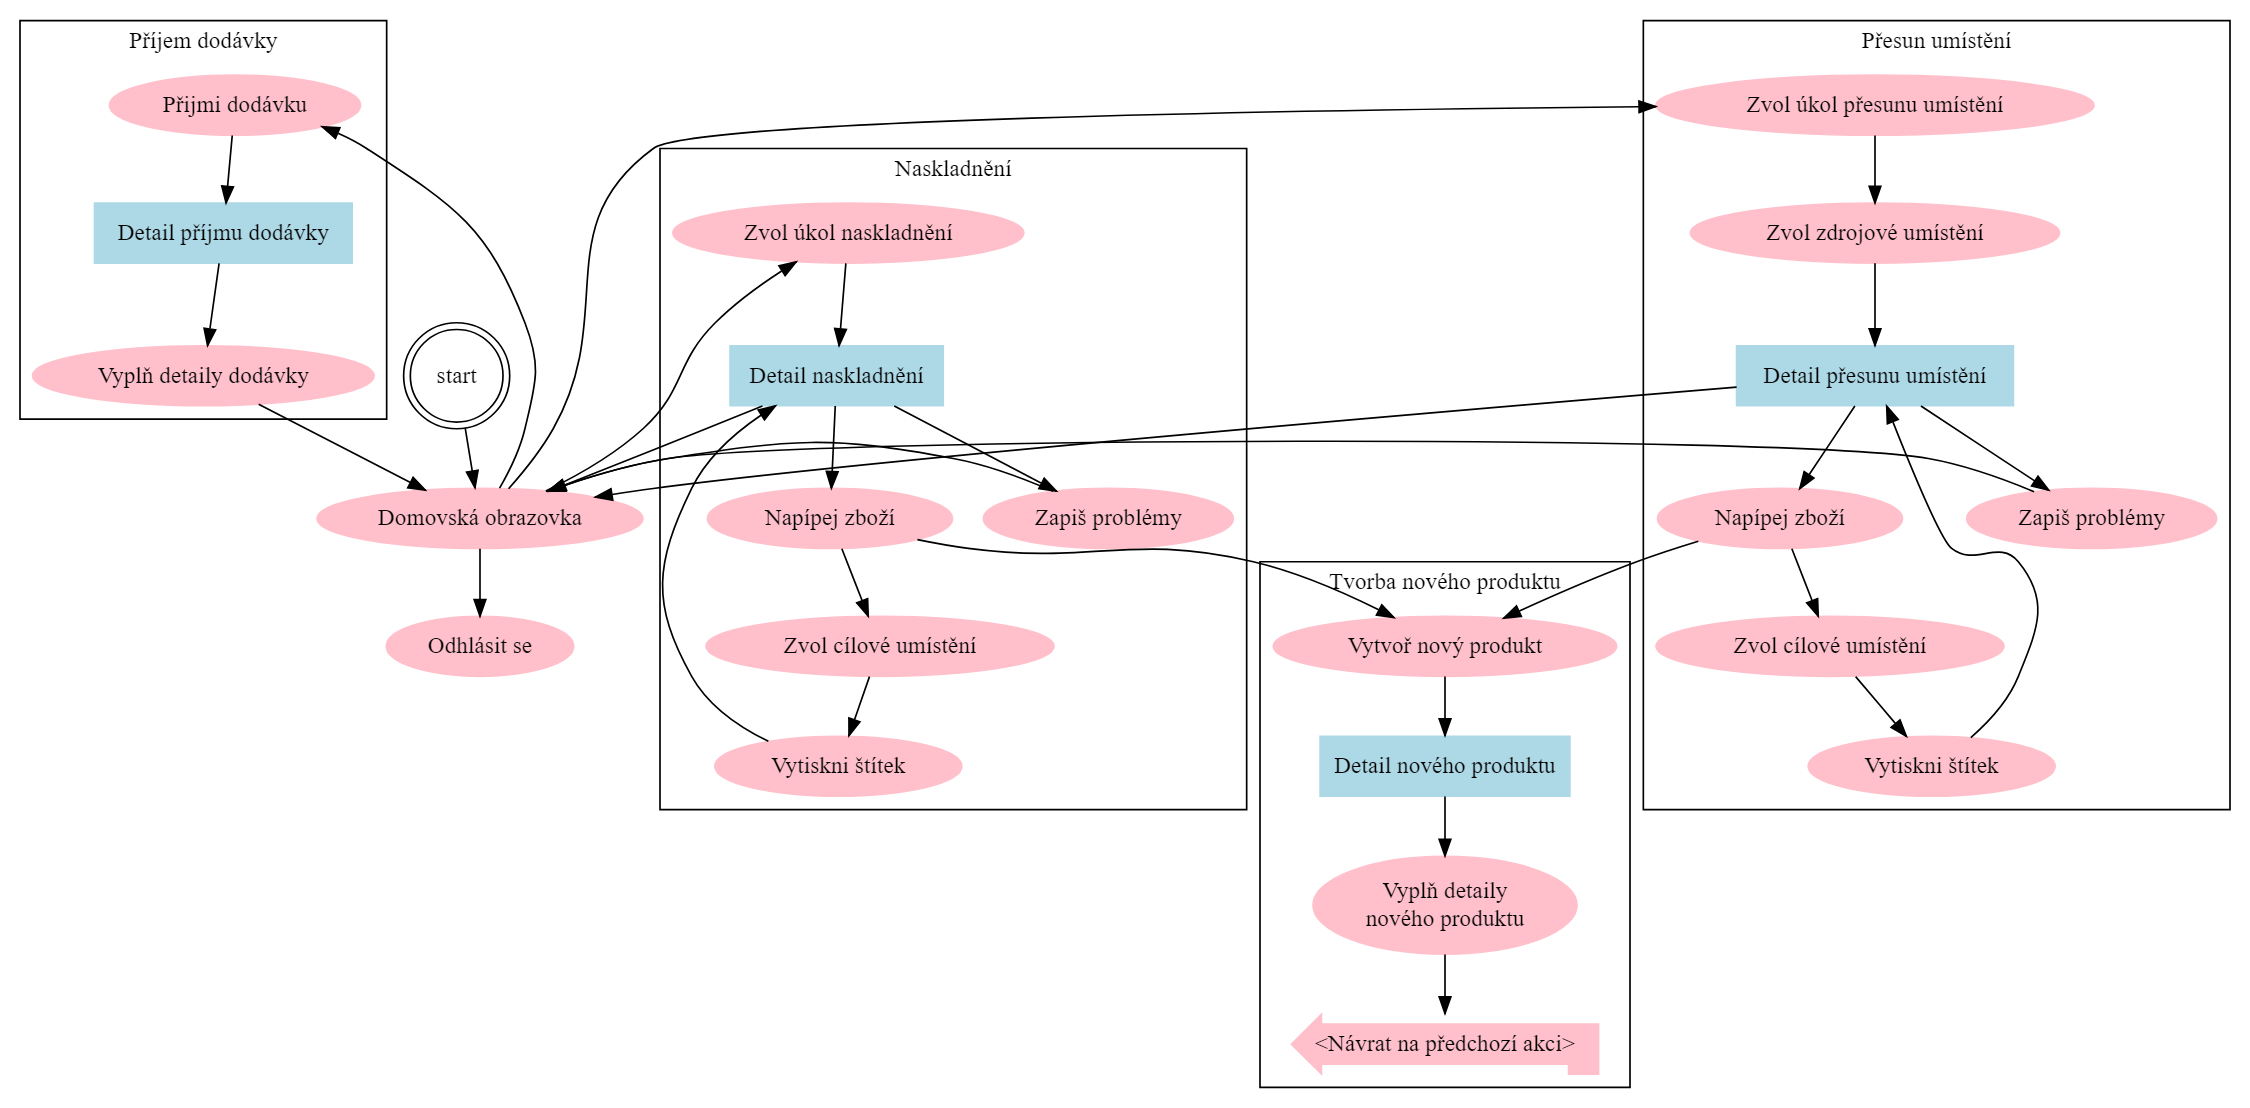 Příjem dodávky
Přijmi dodávku
Detail příjmu dodávky
Vyplň detaily dodávky
start
Domovská obrazovka
Odhlásit se
Naskladnění
Zvol úkol naskladnění
Detail naskladnění
Napípej zboží
Zapiš problémy
Zvol cílové umístění
Vytiskni štítek
Tvorba nového produktu
Vytvoř nový produkt
Detail nového produktu
Vyplň detaily
nového produktu
<Návrat na předchozí akci>
Přesun umístění
Zvol úkol přesunu umístění
Zvol zdrojové umístění
Detail přesunu umístění
Napípej zboží
Zapiš problémy
Zvol cílové umístění
Vytiskni štítek